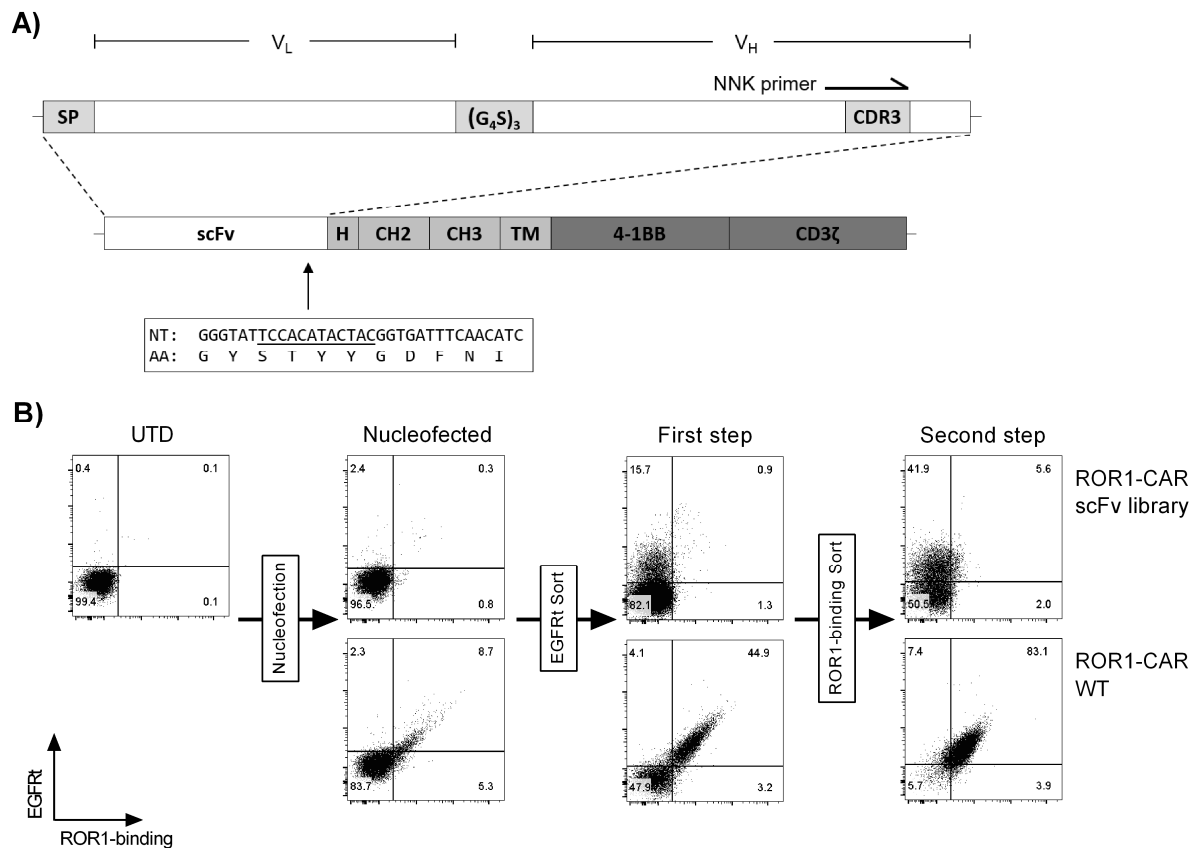 A)
V_L
V_H
NNK primer
SP
(G4S)3
CDR3
scFv
H
CH2
CH3
TM
4-1BB
CD3ζ
NT: GGGTATTCCACATACTACGGTGATTTCAACATC
AA: G Y S T Y Y G D F N I
B)
UTD
Nucleofected
First step
Second step
0.4
0.1
99.4
0.1
2.4
0.3
96.5
0.8
15.7
0.9
82.1
1.3
41.9
5.6
50.5
2.0
ROR1-CAR
scFv library
Nucleofection
EGFRt Sort
ROR1-binding Sort
2.3
8.7
83.7
5.3
4.1
44.9
47.9
3.2
7.4
83.1
5.7
3.9
ROR1-CAR
WT
EGFRt
ROR1-binding